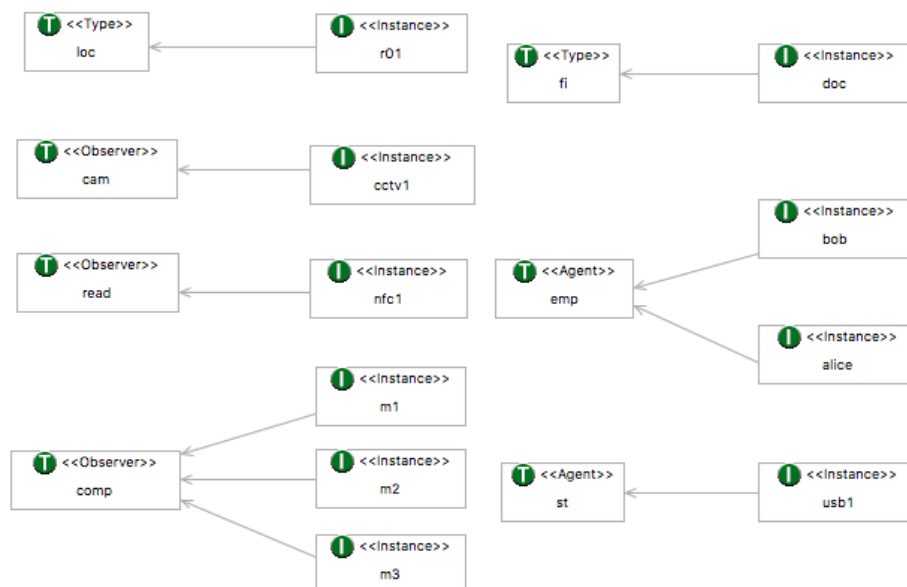 T <<Type>>
loc
I <<Instance>>
r01
T <<Type>>
fi
I <<Instance>>
doc
T <<Observer>>
cam
I <<Instance>>
cctv1
T <<Observer>>
read
I <<Instance>>
nfc1
T <<Agent>>
emp
I <<Instance>>
bob
I <<Instance>>
alice
T <<Observer>>
comp
I <<Instance>>
m1
I <<Instance>>
m2
I <<Instance>>
m3
T <<Agent>>
st
I <<Instance>>
usb1